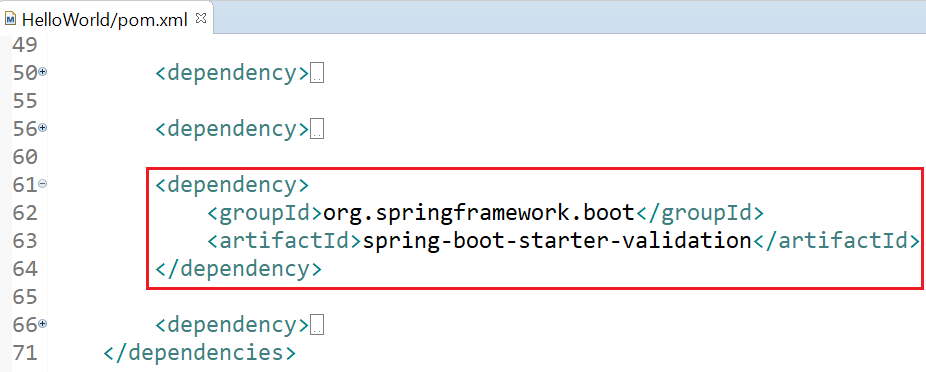 HelloWorld/pom.xml
49
50 <dependency>..
55
56 <dependency>..
60
61 <dependency>
62 <groupId>org.springframework.boot</groupId>
63 <artifactId>spring-boot-starter-validation</artifactId>
64 </dependency>
65
66 <dependency>..
71 </dependencies>